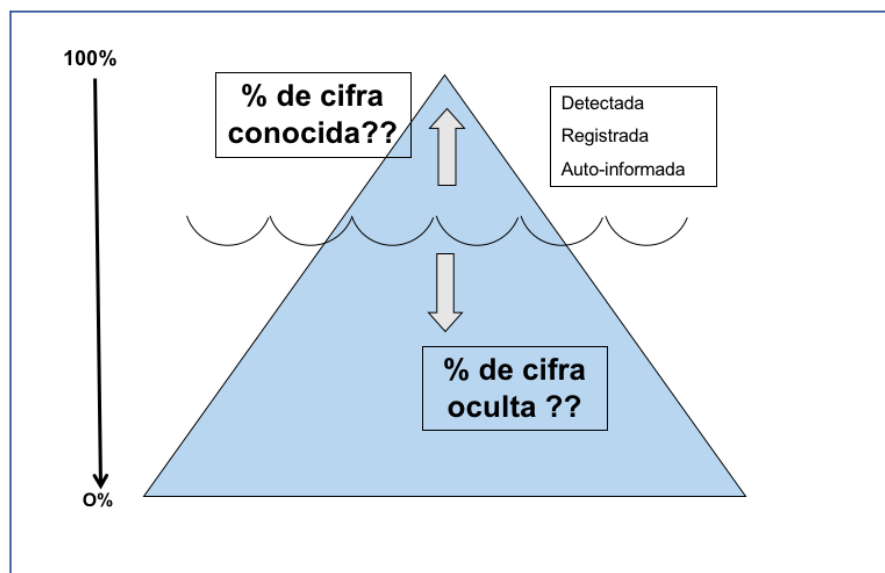 100%
% de cifra
conocida??
Detectada
Registrada
Auto-informada
% de cifra
oculta ??
O%